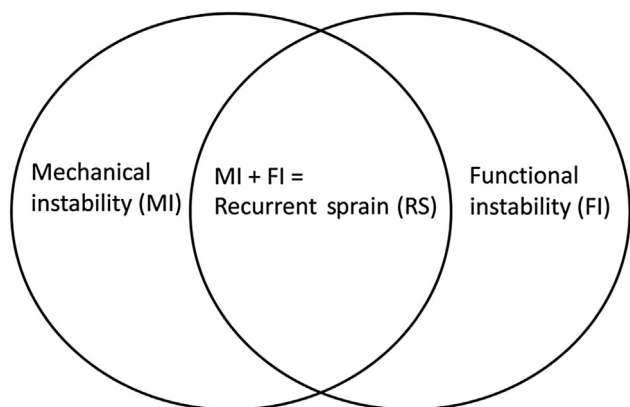 Mechanical
instability (MI)
MI + FI =
Recurrent sprain (RS)
Functional
instability (FI)